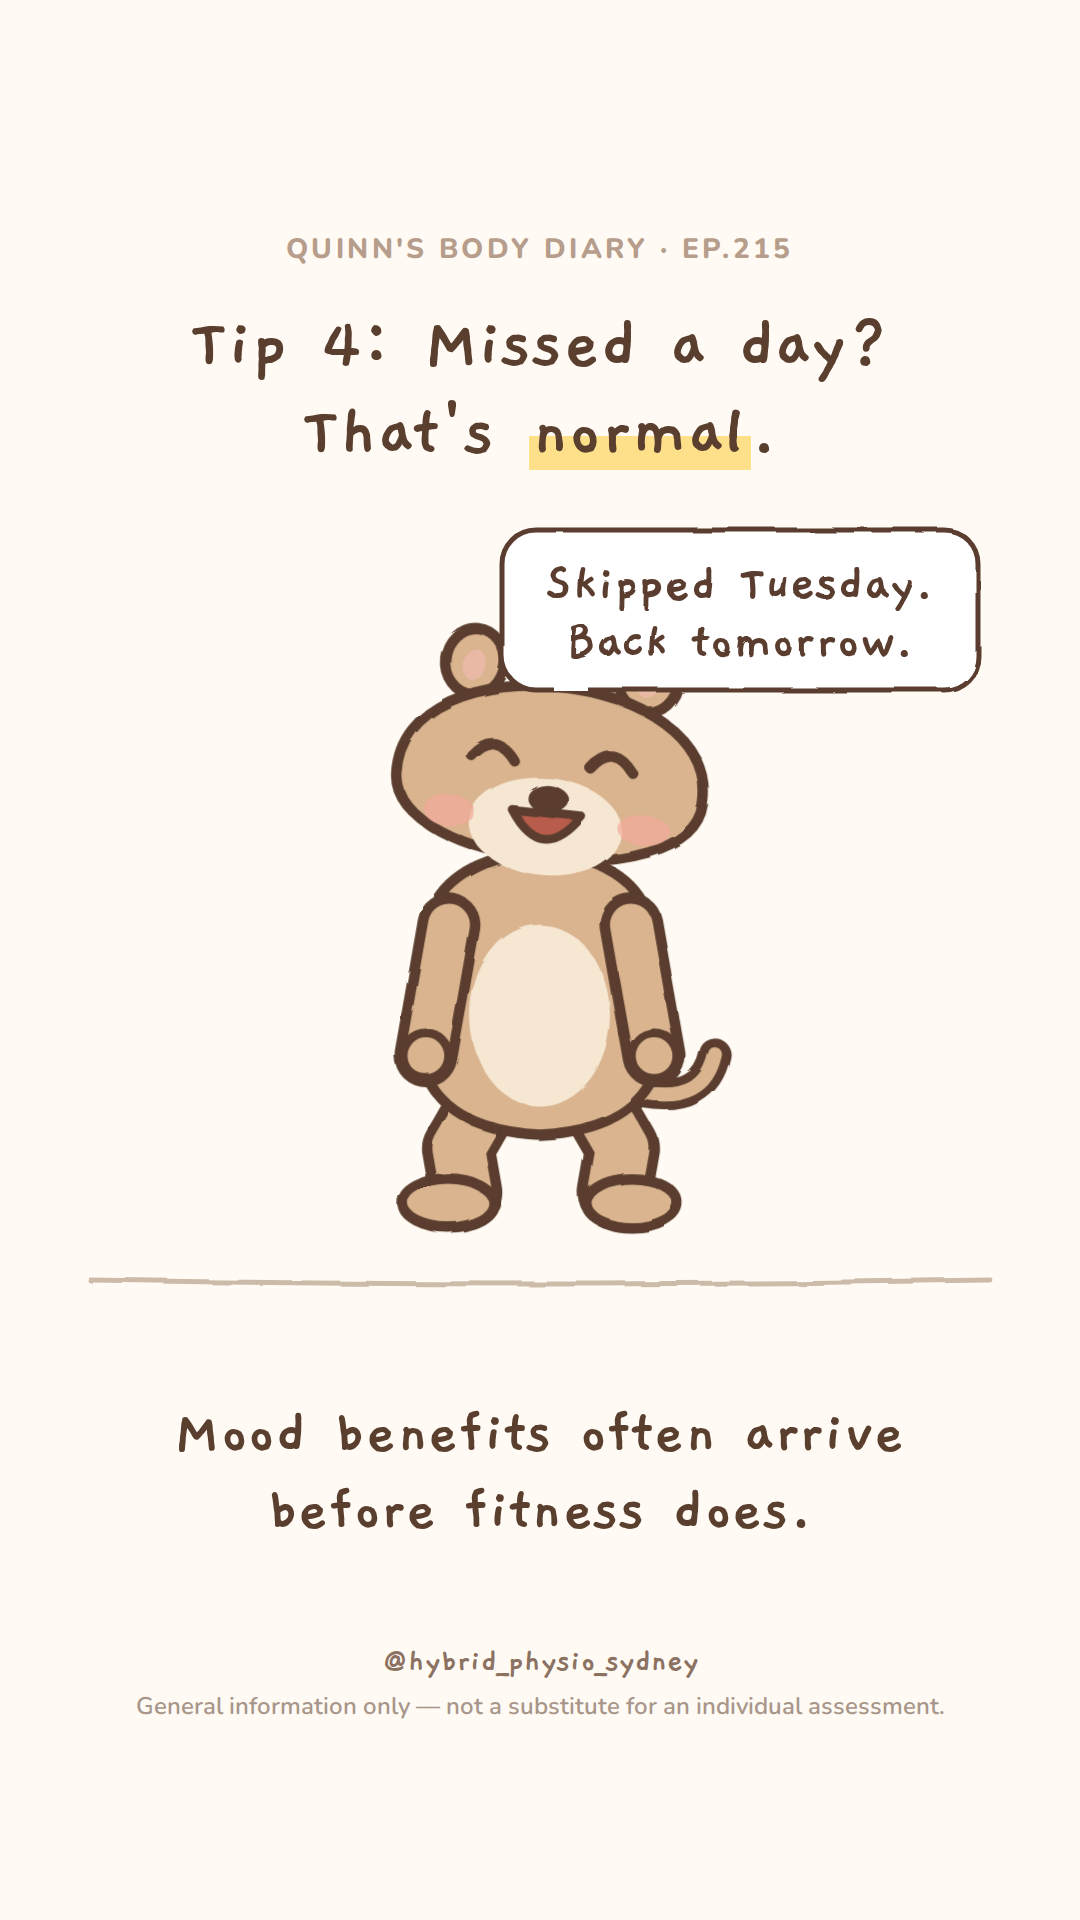 QUINN'S BODY DIARY · EP.215
Tip 4: Missed a day?
That's normal.
Skipped Tuesday.
Back tomorrow.
Mood benefits often arrive
before fitness does.
@hybrid_physio_sydney
General information only — not a substitute for an individual assessment.